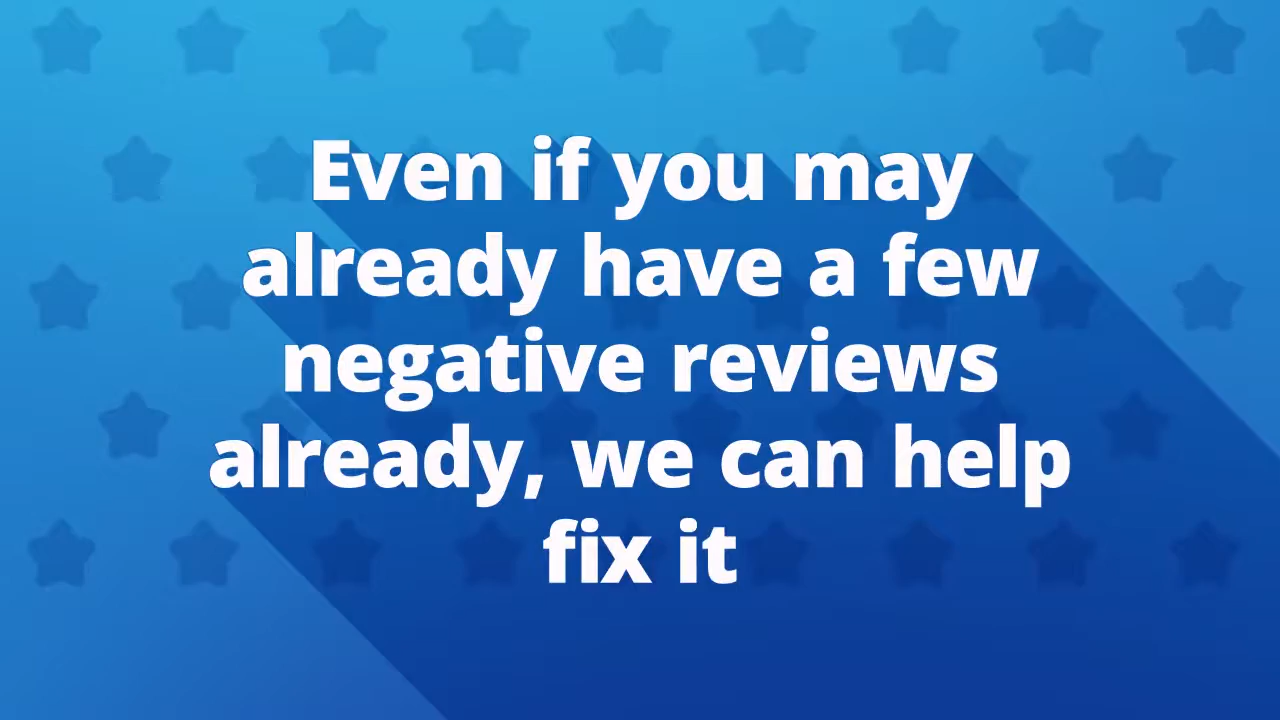 Even if you may
already have a few
negative reviews
already, we can help
fix it